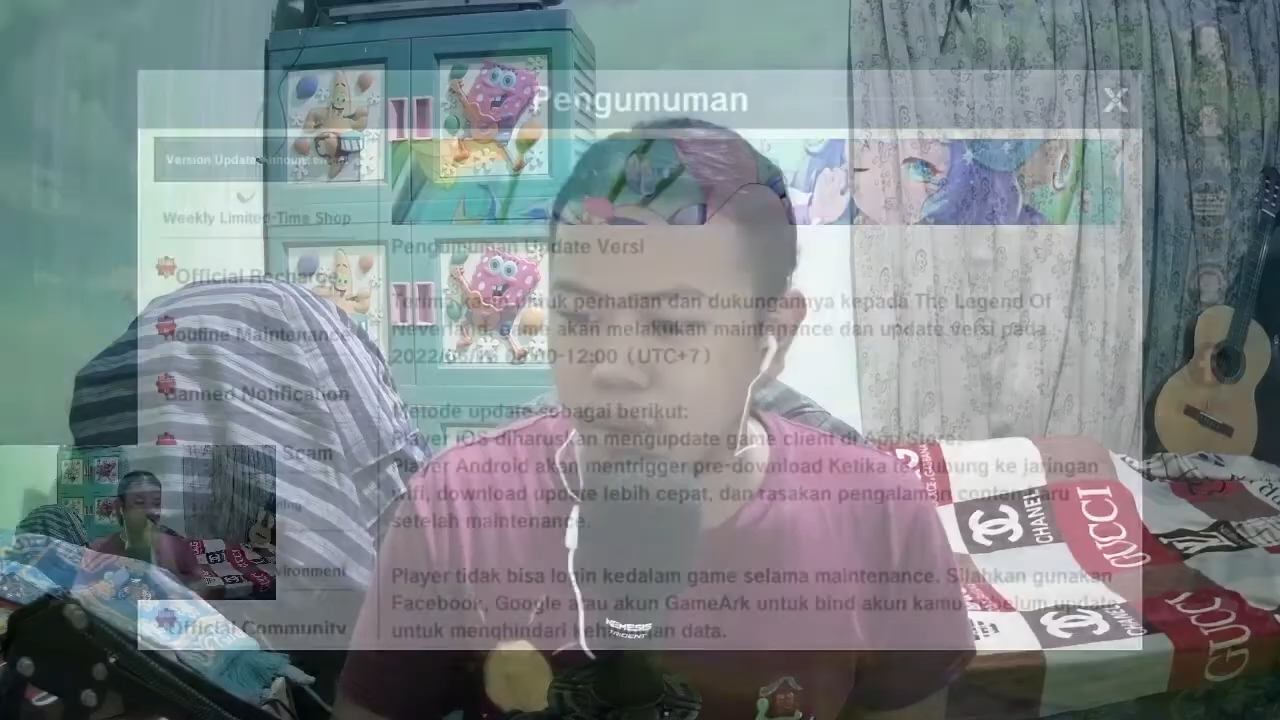 Pengumuman
X
Version Update
Weekly Limited-Time Shop
Official Recharge
Routine Maintenance
Banned Notification
Scam
Official Community
Pengumuman Update Versi
Terima kasih untuk perhatian dan dukungannya kepada The Legend Of
Neverland, game akan melakukan maintenance dan update versi pada
10-12:00 (UTC+7)
Metode update sebagai berikut:
Player iOS diharuskan mengupdate game client di App Store.
Player Android akan mentrigger pre-download Ketika terhubung ke jaringan
wifi, download update lebih cepat, dan rasakan pengalaman conten baru
setelah maintenance.
Player tidak bisa login kedalam game selama maintenance. Silahkan gunakan
Facebook, Google atau akun GameArk untuk bind akun kamu sebelum update
untuk menghindari kehilangan data.
NEMESIS
TRIDENT
CHANEL
GUCCI
GUCCI